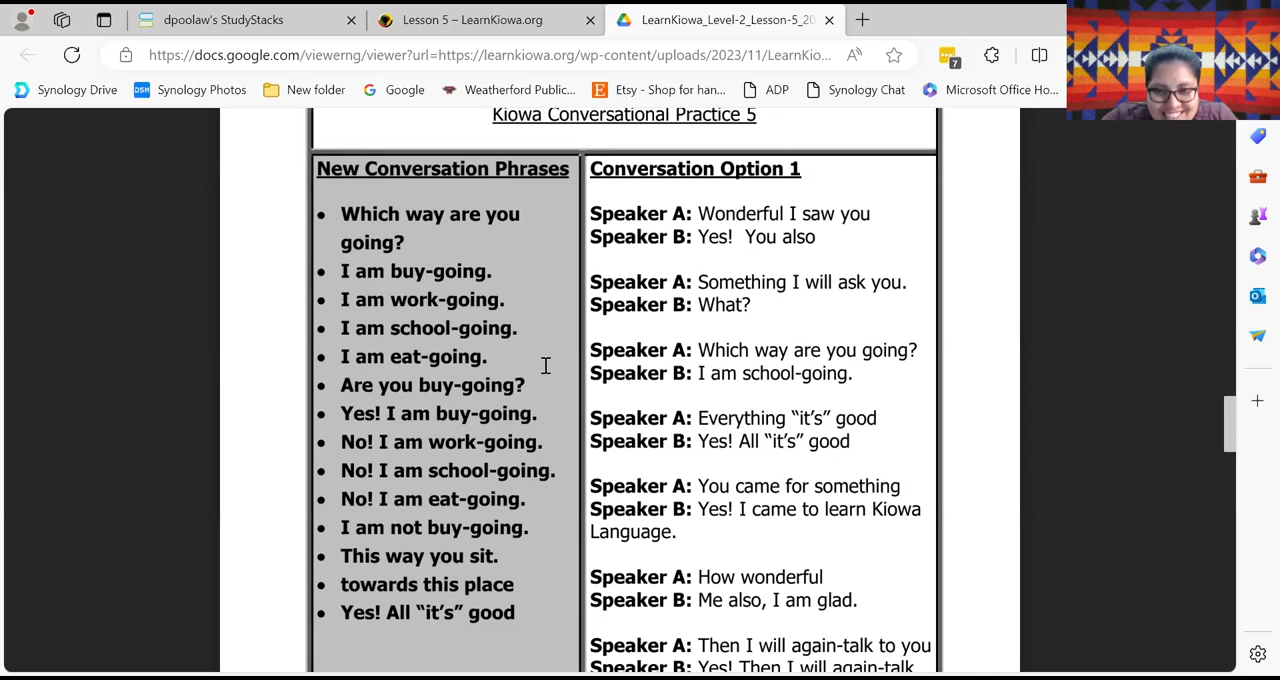 dpoolaw's StudyStacks
Lesson 5 – LearnKiowa.org
LearnKiowa_Level-2_Lesson-5_20
https://docs.google.com/viewerng/viewer?url=https://learnkiowa.org/wp-content/uploads/2023/11/LearnKio...
7
Synology Drive
DSM Synology Photos
New folder
G Google
Weatherford Public...
E Etsy - Shop for han...
ADP
Synology Chat
Microsoft Office Ho...
Kiowa Conversational Practice 5
New Conversation Phrases
• Which way are you
going?
• I am buy-going.
• I am work-going.
• I am school-going.
• I am eat-going.
• Are you buy-going?
• Yes! I am buy-going.
• No! I am work-going.
• No! I am school-going.
• No! I am eat-going.
• I am not buy-going.
• This way you sit.
• towards this place
• Yes! All “it’s” good
Conversation Option 1
Speaker A: Wonderful I saw you
Speaker B: Yes! You also
Speaker A: Something I will ask you.
Speaker B: What?
Speaker A: Which way are you going?
Speaker B: I am school-going.
Speaker A: Everything “it’s” good
Speaker B: Yes! All “it’s” good
Speaker A: You came for something
Speaker B: Yes! I came to learn Kiowa
Language.
Speaker A: How wonderful
Speaker B: Me also, I am glad.
Speaker A: Then I will again-talk to you
Speaker B: Yes! Then I will again-talk